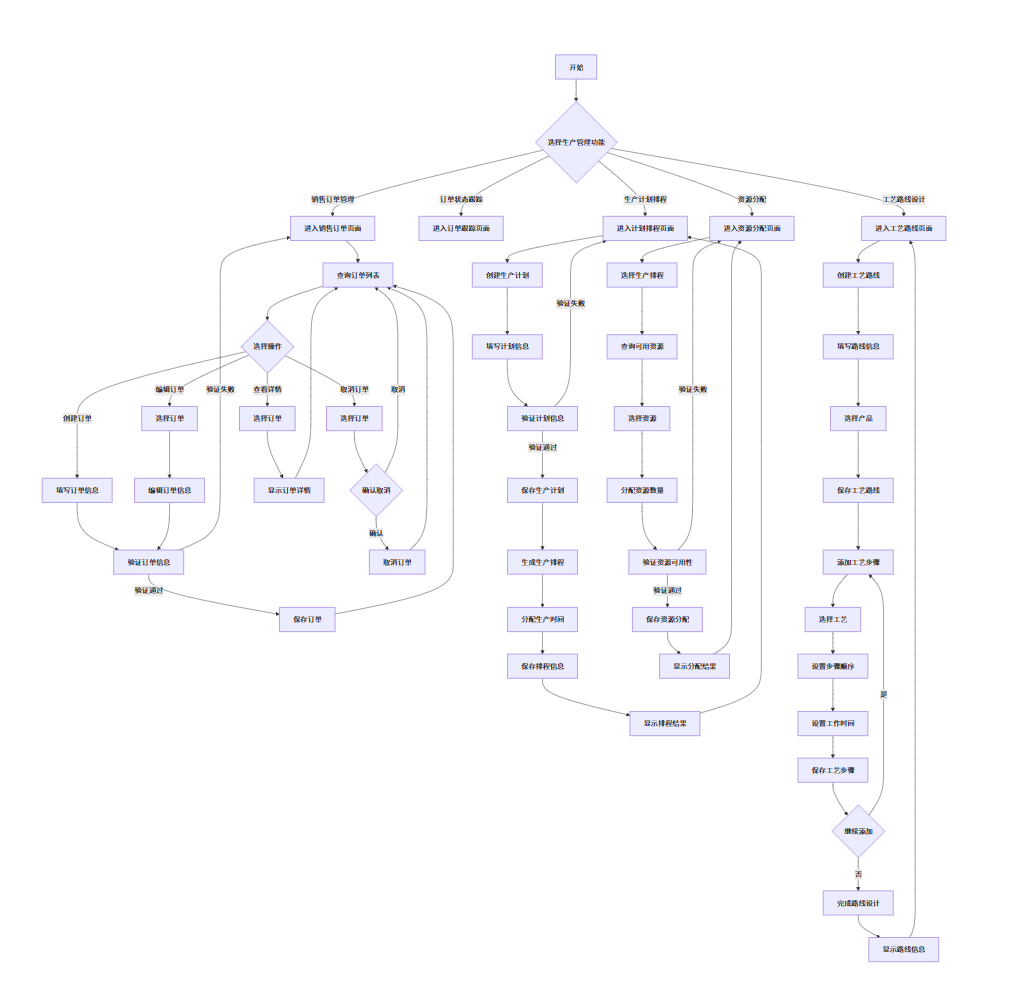 开始
选择生产管理功能
销售订单管理
订单状态跟踪
生产计划排程
资源分配
工艺路线设计
进入销售订单页面
进入订单跟踪页面
进入计划排程页面
进入资源分配页面
进入工艺路线页面
查询订单列表
创建生产计划
选择生产排程
创建工艺路线
验证失败
选择操作
填写计划信息
查询可用资源
填写路线信息
编辑订单
验证失败
查看详情
取消订单
取消
验证失败
创建订单
选择订单
选择订单
选择订单
验证计划信息
选择资源
选择产品
验证通过
填写订单信息
编辑订单信息
显示订单详情
确认取消
保存生产计划
分配资源数量
保存工艺路线
确认
验证订单信息
取消订单
生成生产排程
验证资源可用性
添加工艺步骤
验证通过
验证通过
保存订单
分配生产时间
保存资源分配
选择工艺
保存排程信息
显示分配结果
设置步骤顺序
是
显示排程结果
设置工作时间
保存工艺步骤
继续添加
否
完成路线设计
显示路线信息